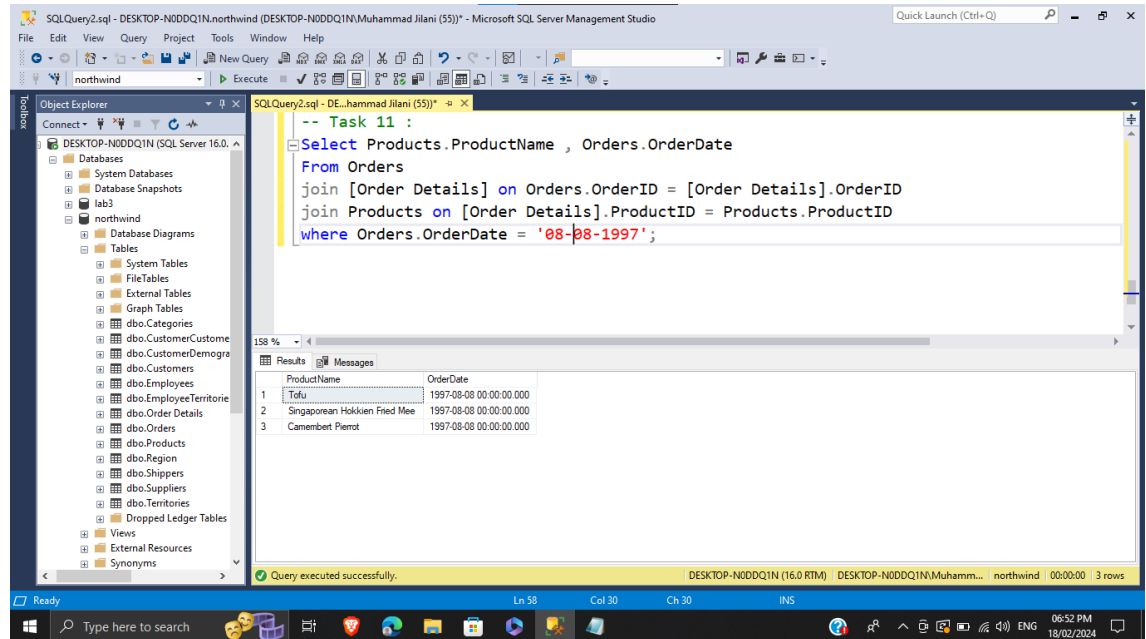 SQLQuery2.sql - DESKTOP-N0DDQ1N.northwind (DESKTOP-N0DDQ1N\Muhammad Jilani (55))* - Microsoft SQL Server Management Studio
Quick Launch (Ctrl+Q)
File Edit View Query Project Tools Window Help
New Query
MDX DMX XMLA DAX
northwind
Execute
Toolbox
Object Explorer
SQLQuery2.sql - DE...hammad Jilani (55))*
Connect
DESKTOP-N0DDQ1N (SQL Server 16.0.
Databases
System Databases
Database Snapshots
lab3
northwind
Database Diagrams
Tables
System Tables
FileTables
External Tables
Graph Tables
dbo.Categories
dbo.CustomerCustome
dbo.CustomerDemogra
dbo.Customers
dbo.Employees
dbo.EmployeeTerritorie
dbo.Order Details
dbo.Orders
dbo.Products
dbo.Region
dbo.Shippers
dbo.Suppliers
dbo.Territories
Dropped Ledger Tables
Views
External Resources
Synonyms
-- Task 11 :
Select Products.ProductName , Orders.OrderDate
From Orders
join [Order Details] on Orders.OrderID = [Order Details].OrderID
join Products on [Order Details].ProductID = Products.ProductID
where Orders.OrderDate = '08-08-1997';
158 %
Results Messages
ProductName OrderDate
1 Tofu 1997-08-08 00:00:00.000
2 Singaporean Hokkien Fried Mee 1997-08-08 00:00:00.000
3 Camembert Pierrot 1997-08-08 00:00:00.000
Query executed successfully.
DESKTOP-N0DDQ1N (16.0 RTM) DESKTOP-N0DDQ1N\Muhamm... northwind 00:00:00 3 rows
Ready Ln 58 Col 30 Ch 30 INS
Type here to search
ENG
06:52 PM
18/02/2024